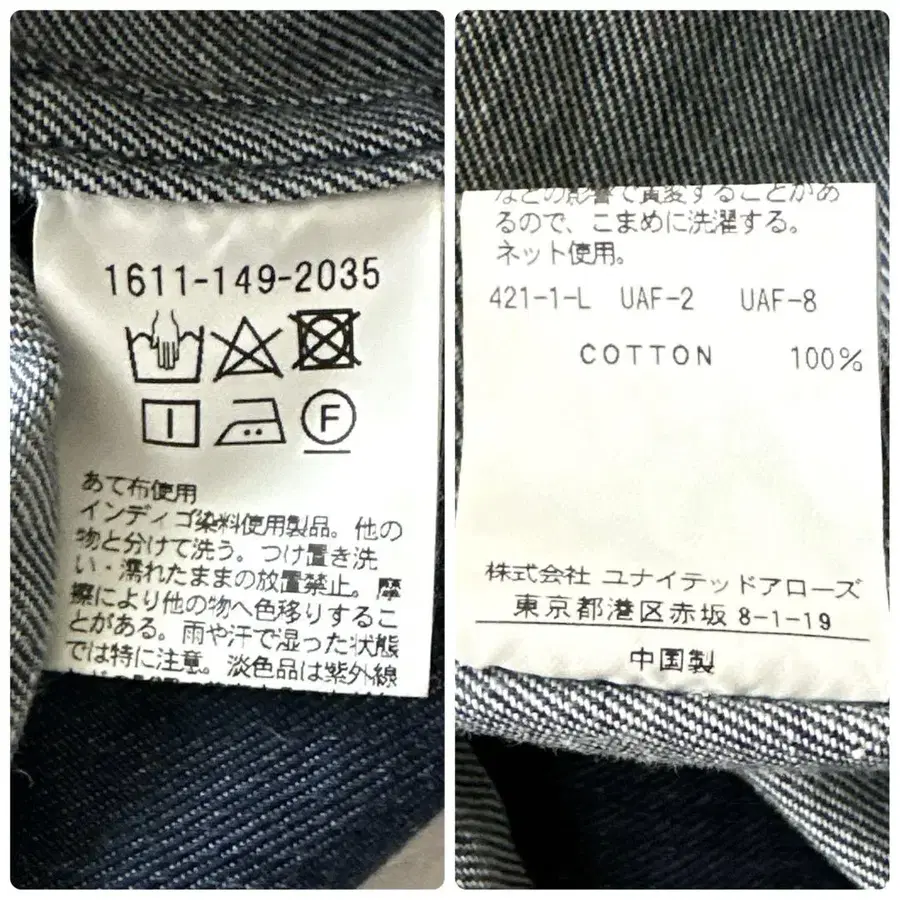 1611-149-2035
F
あて布使用
インディゴ染料使用製品。他の
物と分けて洗う。つけ置き洗
い・濡れたままの放置禁止。摩
擦により他の物へ色移りするこ
とがある。雨や汗で湿った状態
では特に注意。淡色品は紫外線
などの影響で黄変することがあ
るので、こまめに洗濯する。
ネット使用。
421-1-L UAF-2 UAF-8
COTTON 100%
株式会社 ユナイテッドアローズ
東京都港区赤坂 8-1-19
中国製